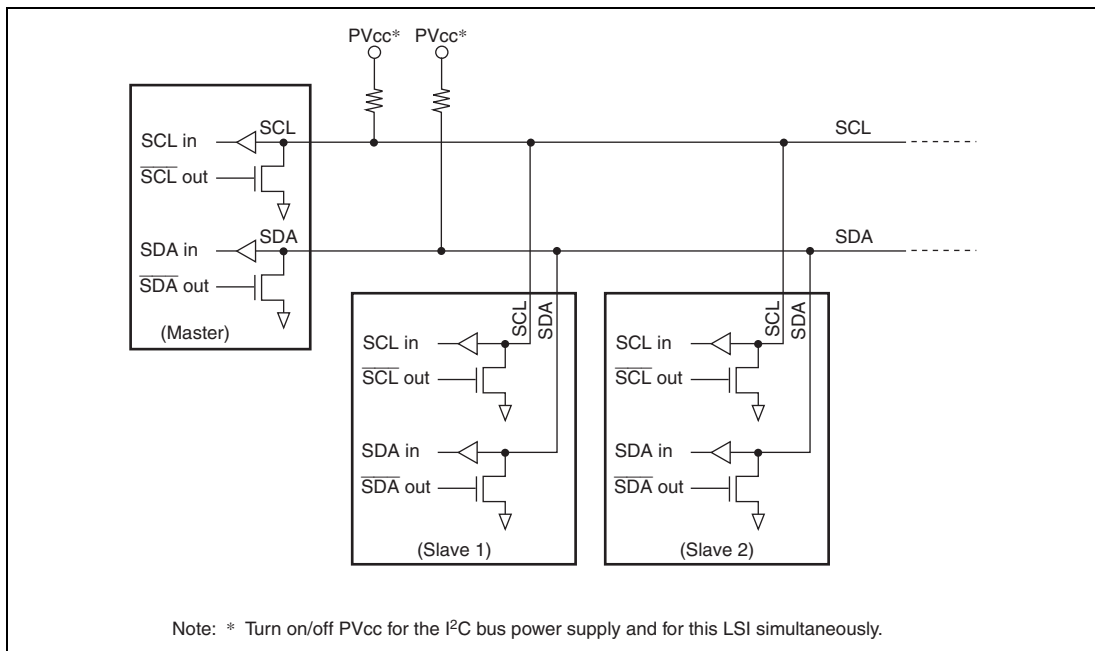 PVcc* PVcc*
SCL in
SCL
SCL out
SDA in
SDA
SDA out
(Master)
SCL
SDA
SCL
SDA
SCL in
SCL out
SDA in
SDA out
(Slave 1)
SCL
SDA
SCL in
SCL out
SDA in
SDA out
(Slave 2)
Note: * Turn on/off PVcc for the I²C bus power supply and for this LSI simultaneously.